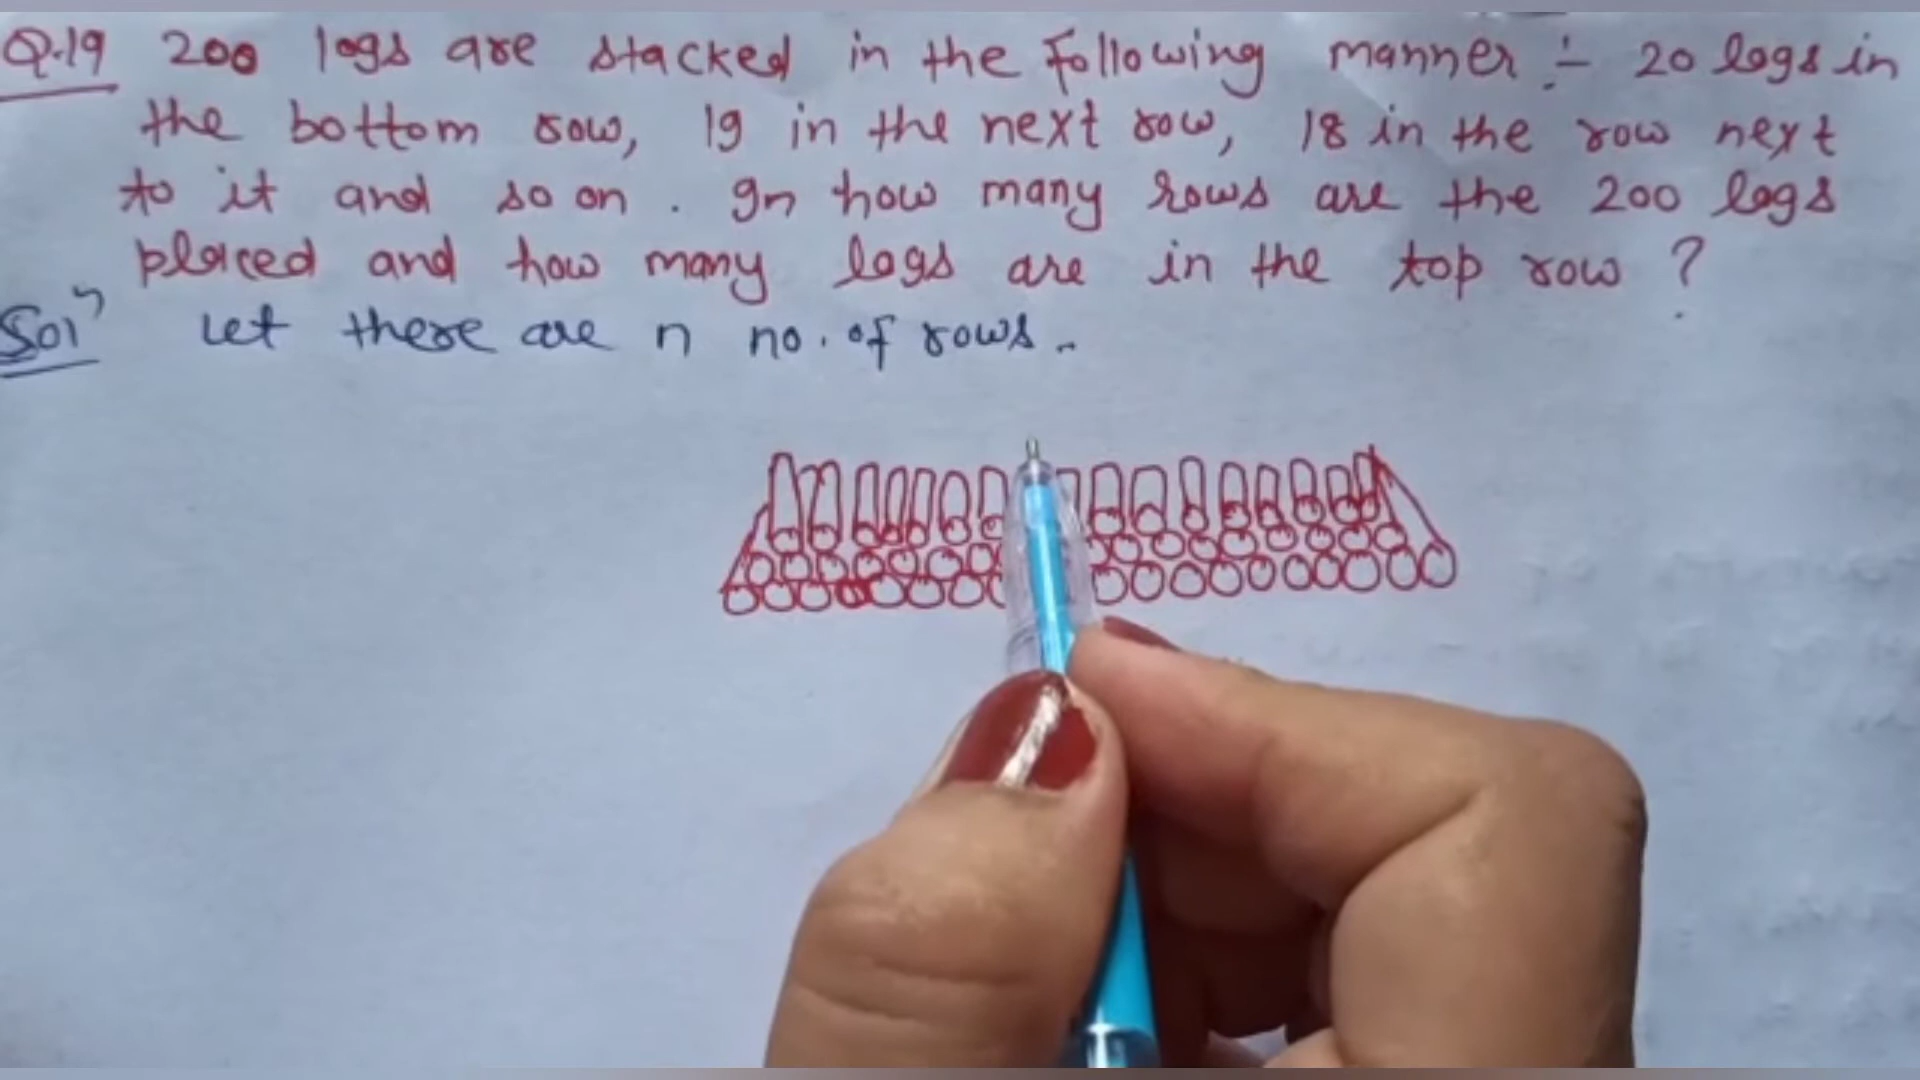 Q.19 200 logs are stacked in the following manner :- 20 logs in
the bottom row, 19 in the next row, 18 in the row next
to it and so on. In how many rows are the 200 logs
placed and how many logs are in the top row ?
Soln Let there are n no. of rows.